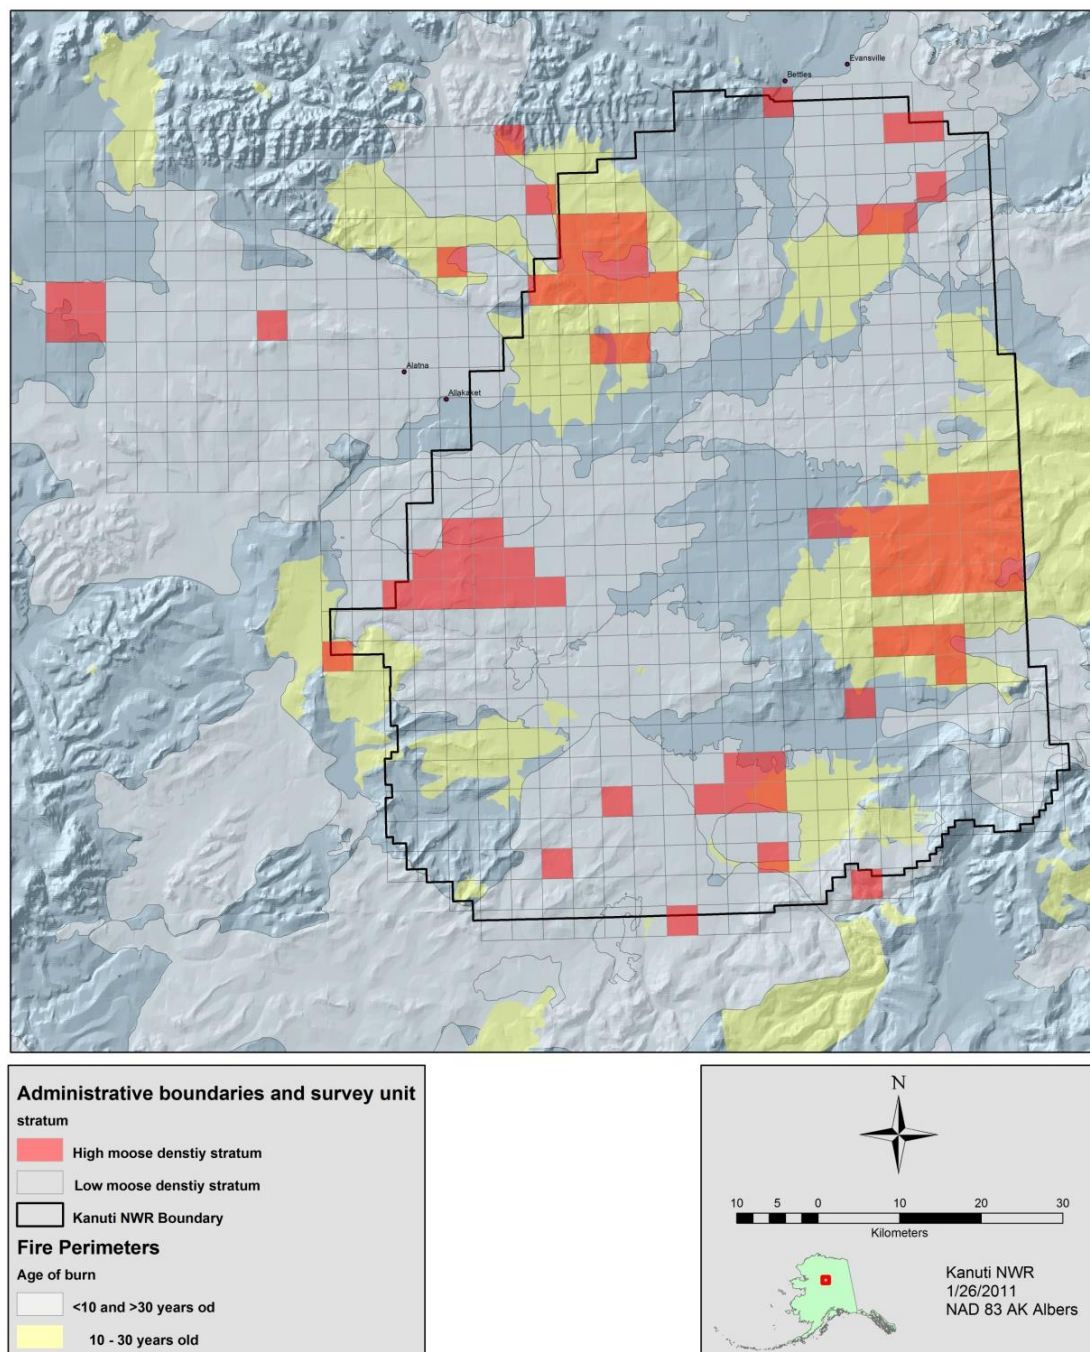 Evansville
Bettles
Alatna
Allakaket
Administrative boundaries and survey unit
stratum
High moose denstiy stratum
Low moose denstiy stratum
Kanuti NWR Boundary
Fire Perimeters
Age of burn
<10 and >30 years od
10 - 30 years old
N
10 5 0 10 20 30
Kilometers
Kanuti NWR
1/26/2011
NAD 83 AK Albers